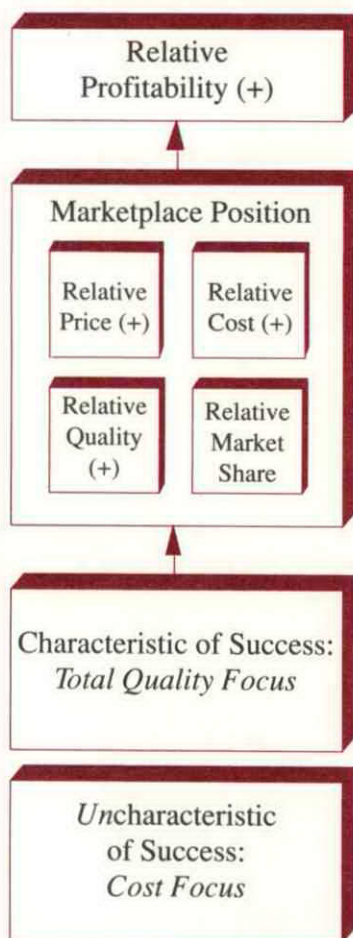 Relative
Profitability (+)
Marketplace Position
Relative
Price (+)
Relative
Cost (+)
Relative
Quality
(+)
Relative
Market
Share
Characteristic of Success:
Total Quality Focus
Uncharacteristic
of Success:
Cost Focus